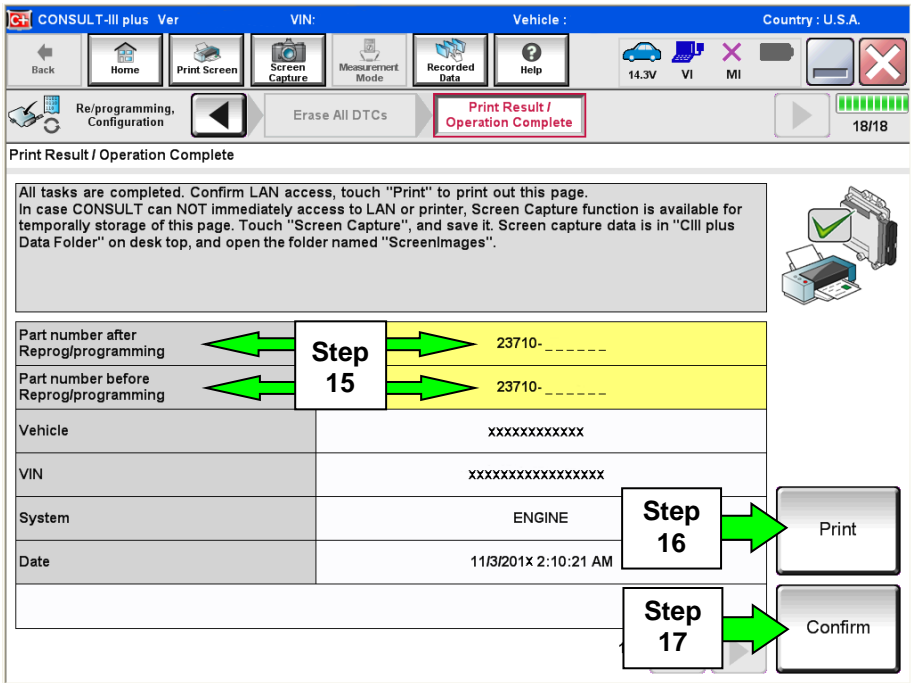 C+ CONSULT-III plus Ver VIN: Vehicle : Country : U.S.A.
Back
Home
Print Screen
Screen
Capture
Measurement
Mode
Recorded
Data
Help
14.3V
VI
MI
Re/programming,
Configuration
Erase All DTCs
Print Result /
Operation Complete
18/18
Print Result / Operation Complete
All tasks are completed. Confirm LAN access, touch "Print" to print out this page.
In case CONSULT can NOT immediately access to LAN or printer, Screen Capture function is available for
temporally storage of this page. Touch "Screen Capture", and save it. Screen capture data is in "CIII plus
Data Folder" on desk top, and open the folder named "ScreenImages".
Part number after
Reprog/programming
23710-_ _ _ _ _ _
Step
15
Part number before
Reprog/programming
23710-_ _ _ _ _ _
Vehicle
xxxxxxxxxxxx
VIN
xxxxxxxxxxxxxxxxx
System
ENGINE
Step
16
Print
Date
11/3/201x 2:10:21 AM
Step
17
Confirm